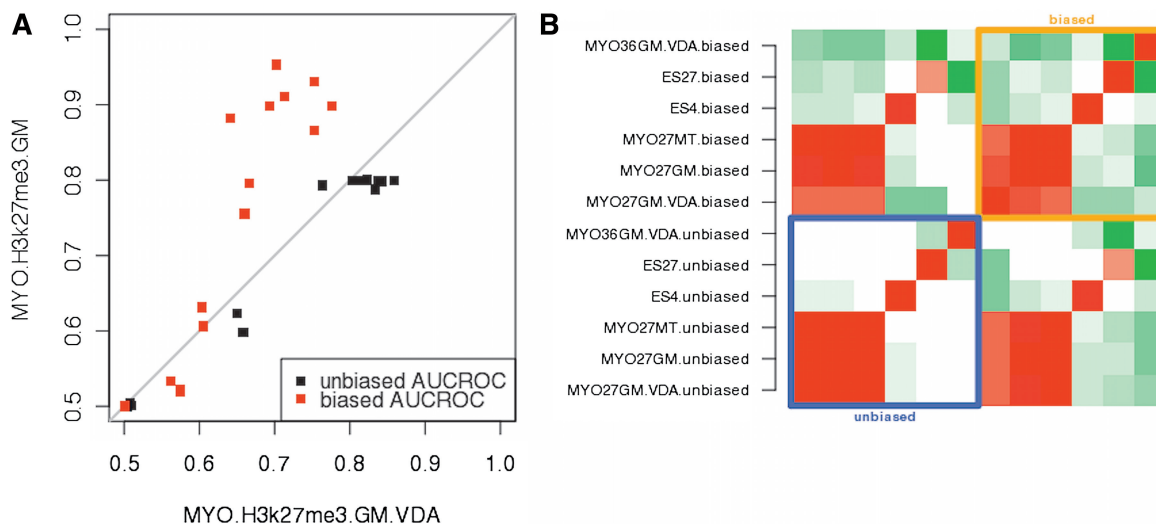 A
MYO.H3k27me3.GM
1.0
0.9
0.8
0.7
0.6
0.5
unbiased AUCROC
biased AUCROC
0.5 0.6 0.7 0.8 0.9 1.0
MYO.H3k27me3.GM.VDA
B
biased
MYO36GM.VDA.biased
ES27.biased
ES4.biased
MYO27MT.biased
MYO27GM.biased
MYO27GM.VDA.biased
MYO36GM.VDA.unbiased
ES27.unbiased
ES4.unbiased
MYO27MT.unbiased
MYO27GM.unbiased
MYO27GM.VDA.unbiased
unbiased